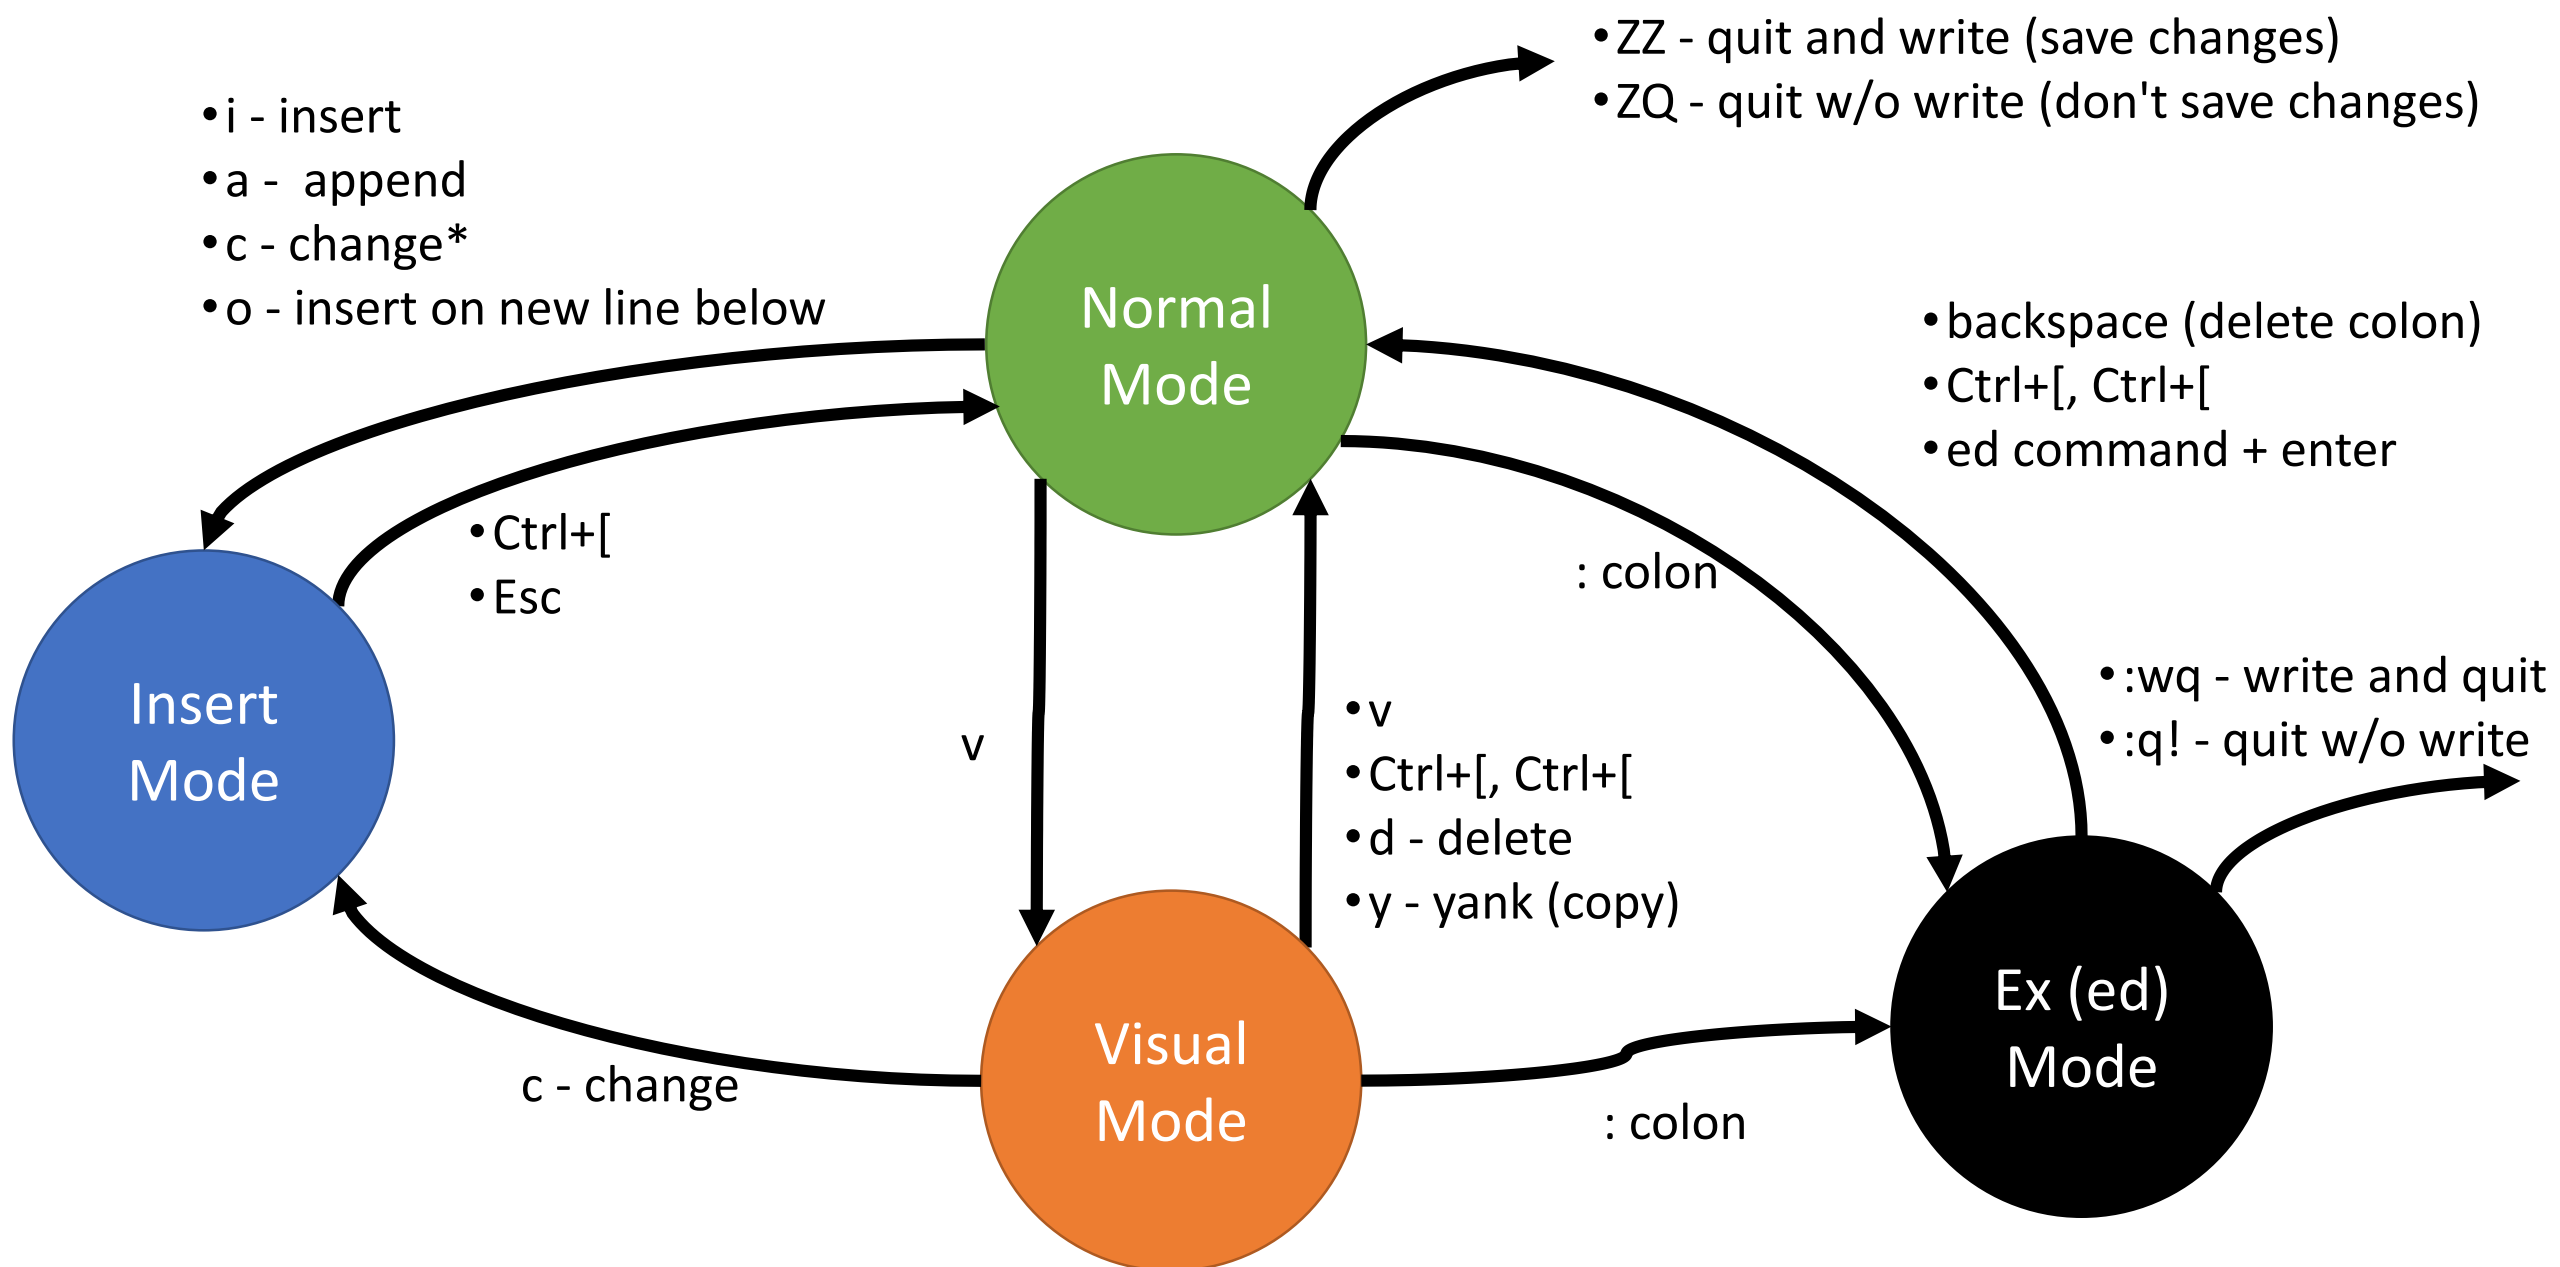 •ZZ - quit and write (save changes)
•ZQ - quit w/o write (don't save changes)
•i - insert
•a -  append
•c - change*
•o - insert on new line below
Normal
Mode
•backspace (delete colon)
•Ctrl+[, Ctrl+[
•ed command + enter
•Ctrl+[
•Esc
: colon
Insert
Mode
v
•v
•Ctrl+[, Ctrl+[
•d - delete
•y - yank (copy)
•:wq - write and quit
•:q! - quit w/o write
c - change
Visual
Mode
: colon
Ex (ed)
Mode